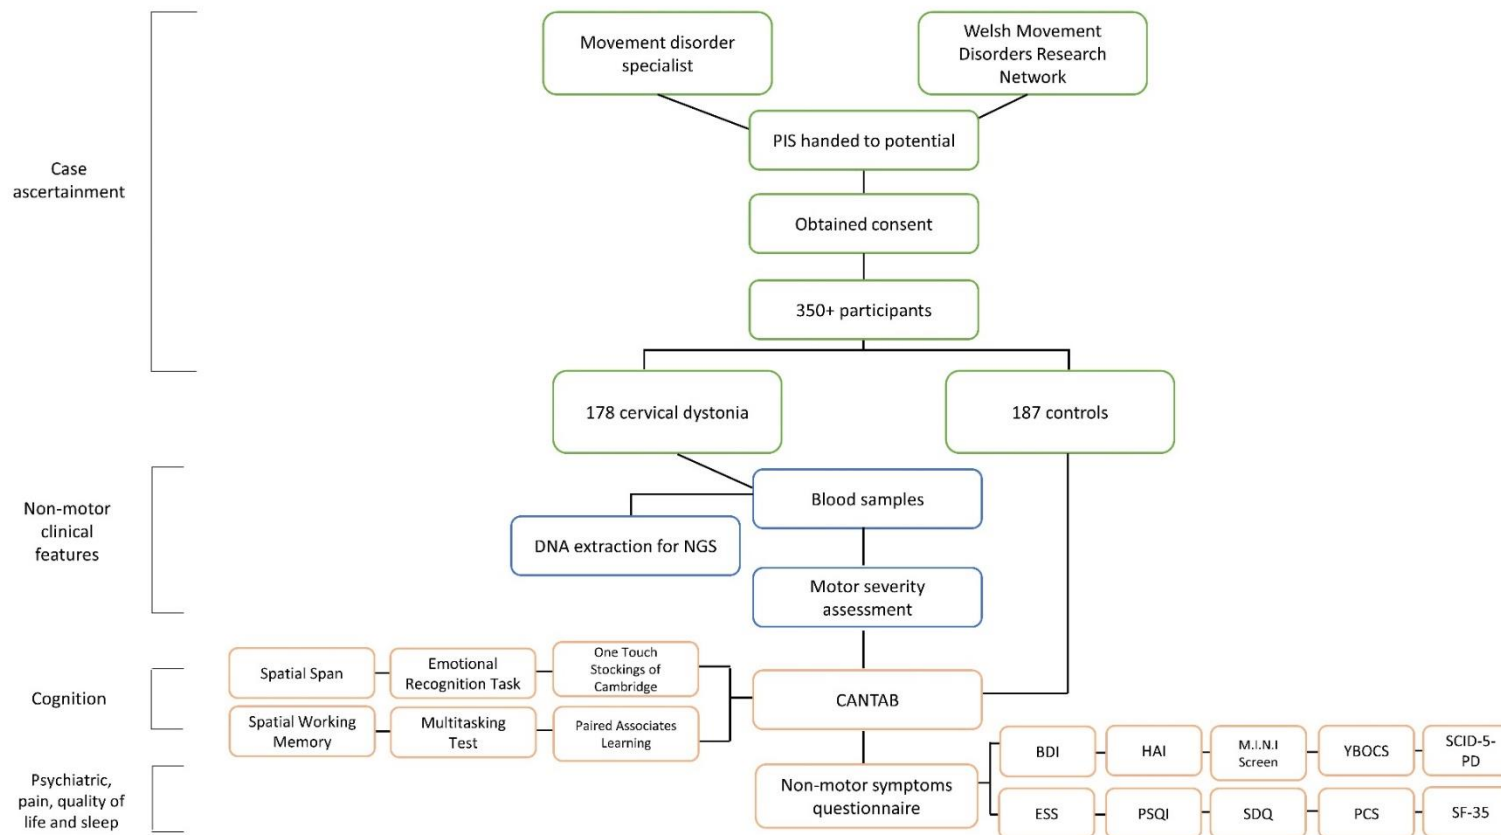 Movement disorder
specialist
Welsh Movement
Disorders Research
Network
PIS handed to potential
Case
ascertainment
Obtained consent
350+ participants
178 cervical dystonia
187 controls
Non-motor
clinical
features
Blood samples
DNA extraction for NGS
Motor severity
assessment
Cognition
Spatial Span
Emotional
Recognition Task
One Touch
Stockings of
Cambridge
Spatial Working
Memory
Multitasking
Test
Paired Associates
Learning
CANTAB
Psychiatric,
pain, quality of
life and sleep
Non-motor symptoms
questionnaire
BDI
HAI
M.I.N.I
Screen
YBOCS
SCID-5-
PD
ESS
PSQI
SDQ
PCS
SF-35